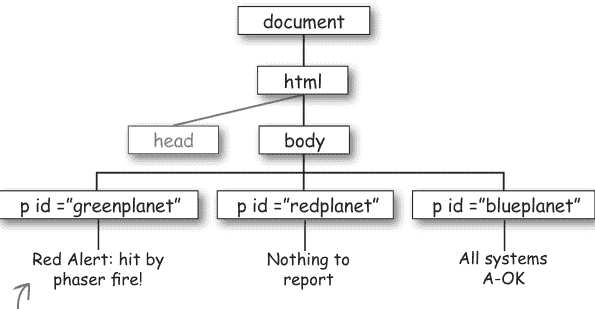 document
html
head
body
p id =”greenplanet”
p id =”redplanet”
p id =”blueplanet”
Red Alert: hit by
phaser fire!
Nothing to
report
All systems
A-OK